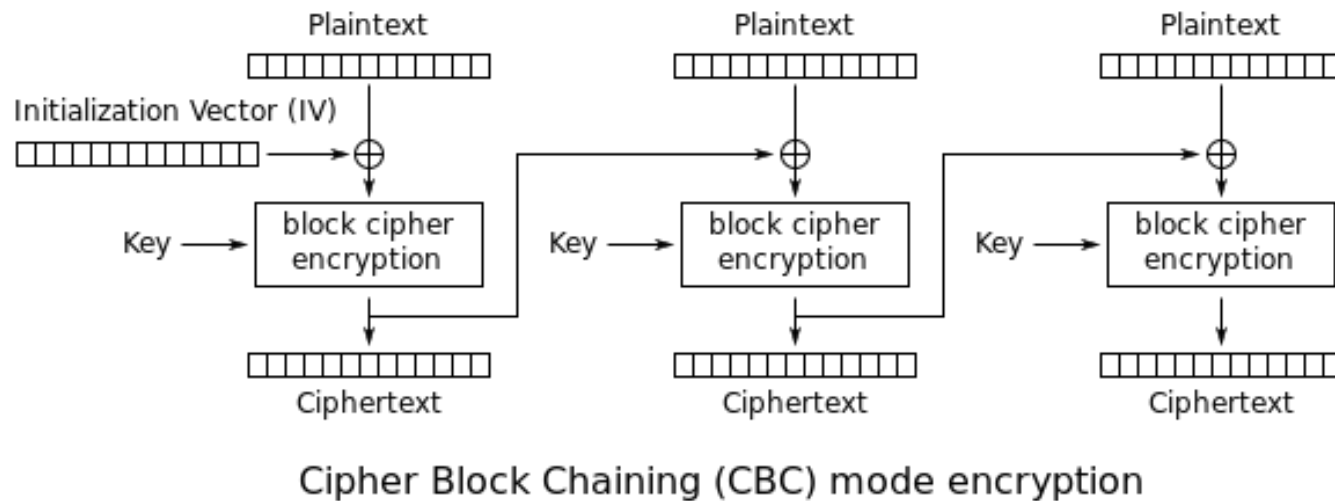 Plaintext
Plaintext
Plaintext
Initialization Vector (IV)
Key
block cipher
encryption
Key
block cipher
encryption
Key
block cipher
encryption
Ciphertext
Ciphertext
Ciphertext
Cipher Block Chaining (CBC) mode encryption